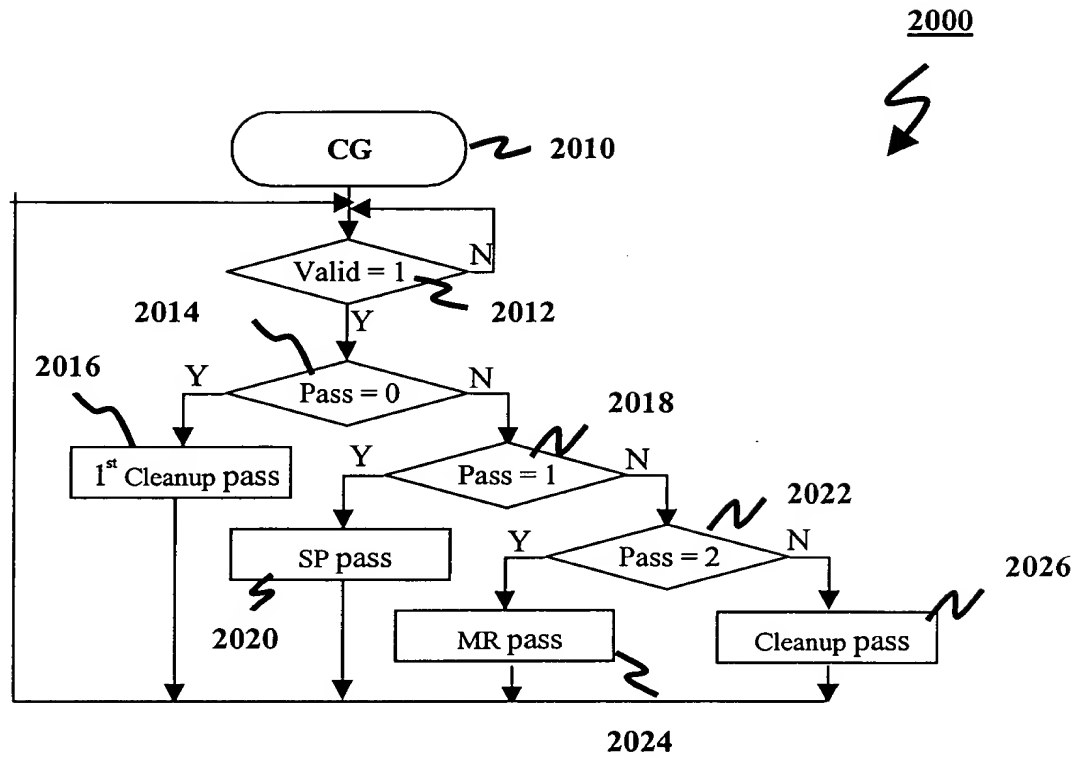 2000
CG
2010
Valid = 1
N
2012
Y
2014
Pass = 0
Y
N
2016
1st Cleanup pass
2018
Pass = 1
Y
N
2022
SP pass
2020
Pass = 2
Y
N
2026
MR pass
Cleanup pass
2024